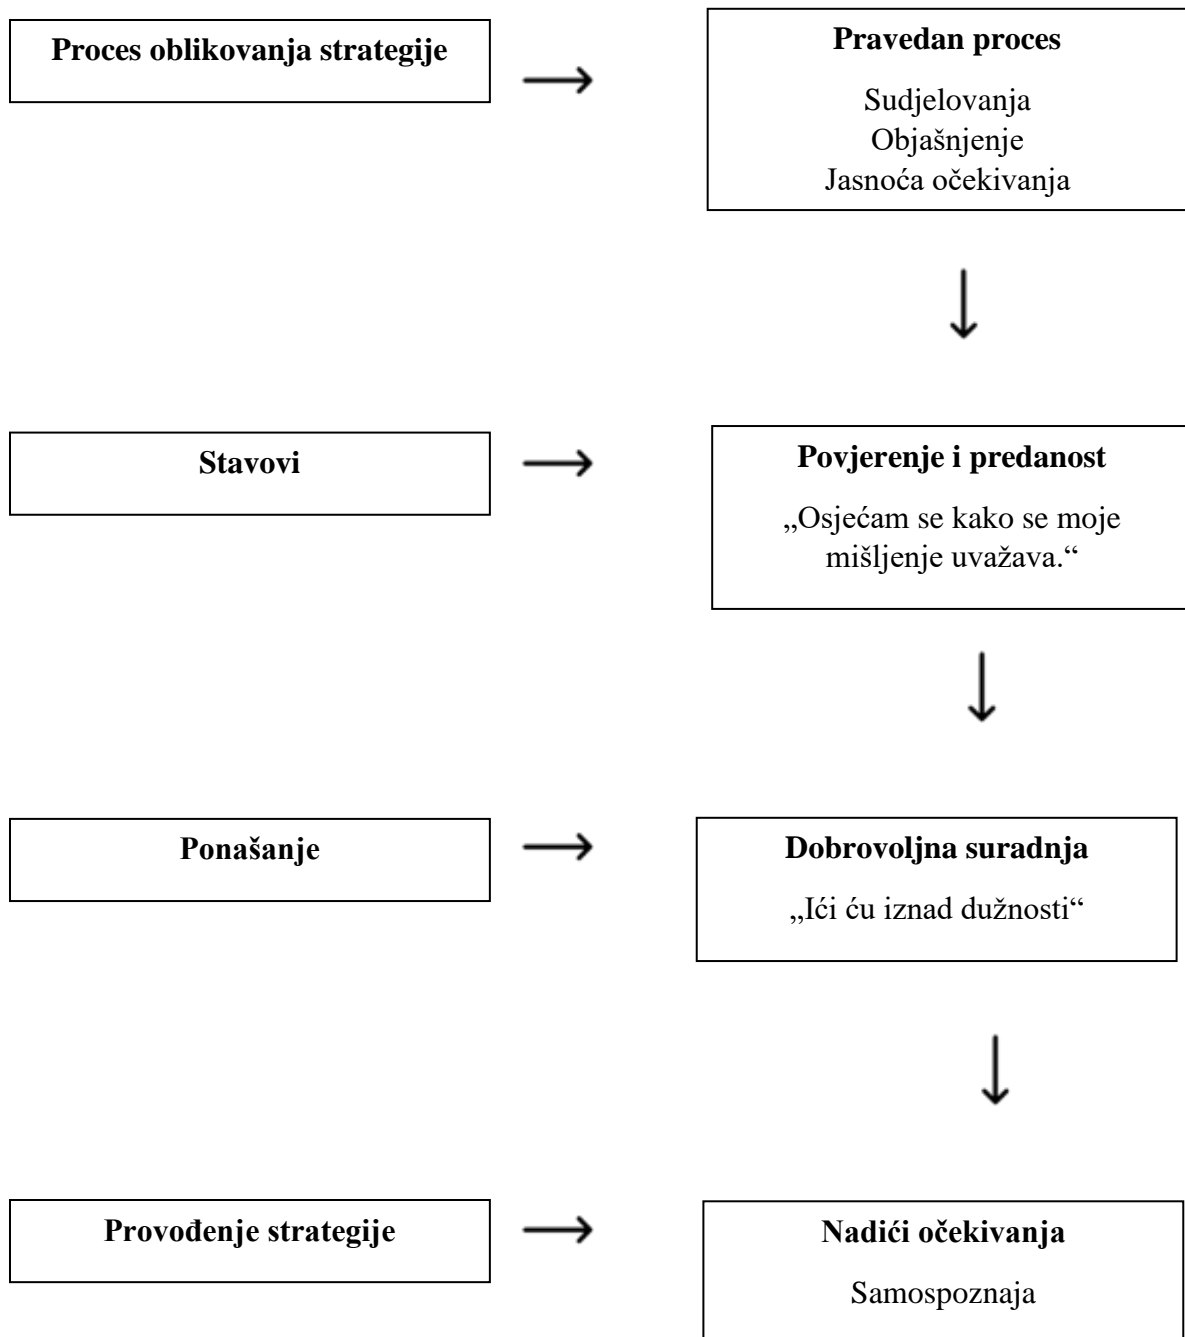 Proces oblikovanja strategije
Pravedan proces
Sudjelovanja
Objašnjenje
Jasnoća očekivanja
Stavovi
Povjerenje i predanost
„Osjećam se kako se moje
mišljenje uvažava.“
Ponašanje
Dobrovoljna suradnja
„Ići ću iznad dužnosti“
Provođenje strategije
Nadići očekivanja
Samospoznaja